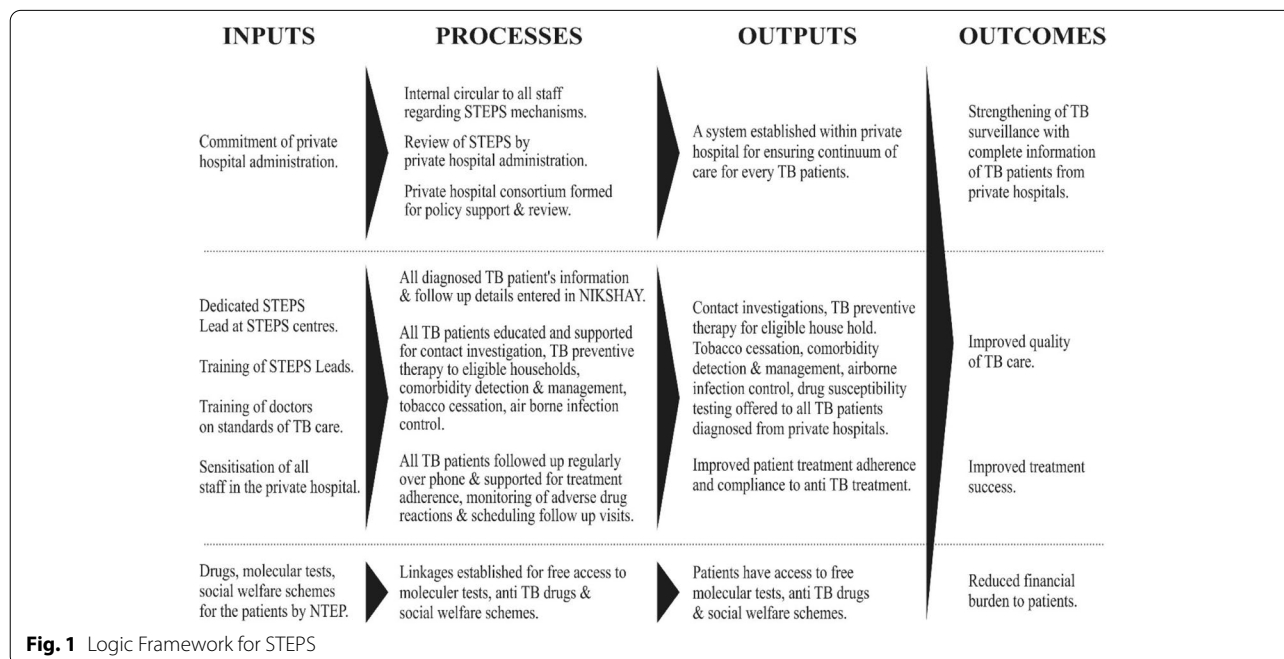 INPUTS
PROCESSES
OUTPUTS
OUTCOMES
Commitment of private
hospital administration.
Internal circular to all staff
regarding STEPS mechanisms.
Review of STEPS by
private hospital administration.
Private hospital consortium formed
for policy support & review.
A system established within private
hospital for ensuring continuum of
care for every TB patients.
Strengthening of TB
surveillance with
complete information
of TB patients from
private hospitals.
Dedicated STEPS
Lead at STEPS centres.
Training of STEPS Leads.
Training of doctors
on standards of TB care.
Sensitisation of all
staff in the private hospital.
All diagnosed TB patient's information
& follow up details entered in NIKSHAY.
All TB patients educated and supported
for contact investigation, TB preventive
therapy to eligible households,
comorbidity detection & management,
tobacco cessation, air borne infection
control.
All TB patients followed up regularly
over phone & supported for treatment
adherence, monitoring of adverse drug
reactions & scheduling follow up visits.
Contact investigations, TB preventive
therapy for eligible house hold.
Tobacco cessation, comorbidity
detection & management, airborne
infection control, drug susceptibility
testing offered to all TB patients
diagnosed from private hospitals.
Improved patient treatment adherence
and compliance to anti TB treatment.
Improved quality
of TB care.
Improved treatment
success.
Drugs, molecular tests,
social welfare schemes
for the patients by NTEP.
Linkages established for free access to
moleculer tests, anti TB drugs &
social welfare schemes.
Patients have access to free
molecular tests, anti TB drugs
& social welfare schemes.
Reduced financial
burden to patients.
Fig. 1 Logic Framework for STEPS